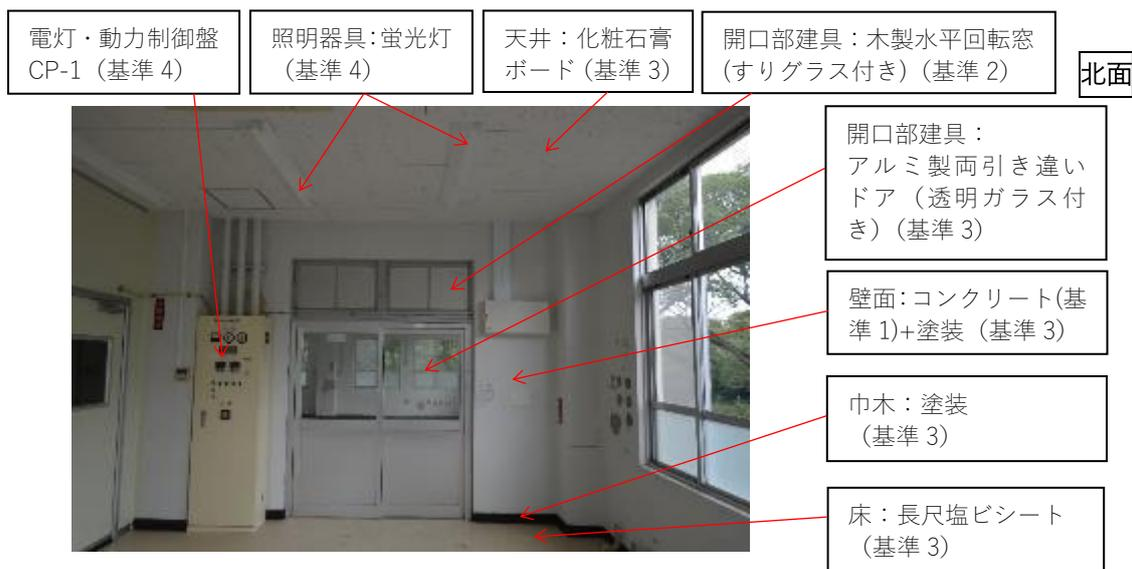 電灯・動力制御盤
CP-1（基準 4）
照明器具：蛍光灯
（基準 4）
天井：化粧石膏
ボード（基準 3）
開口部建具：木製水平回転窓
(すりグラス付き)（基準 2）
北面
開口部建具：
アルミ製両引き違い
ドア（透明ガラス付
き）（基準 3）
壁面：コンクリート(基
準 1)+塗装（基準 3）
巾木：塗装
（基準 3）
床：長尺塩ビシート
（基準 3）